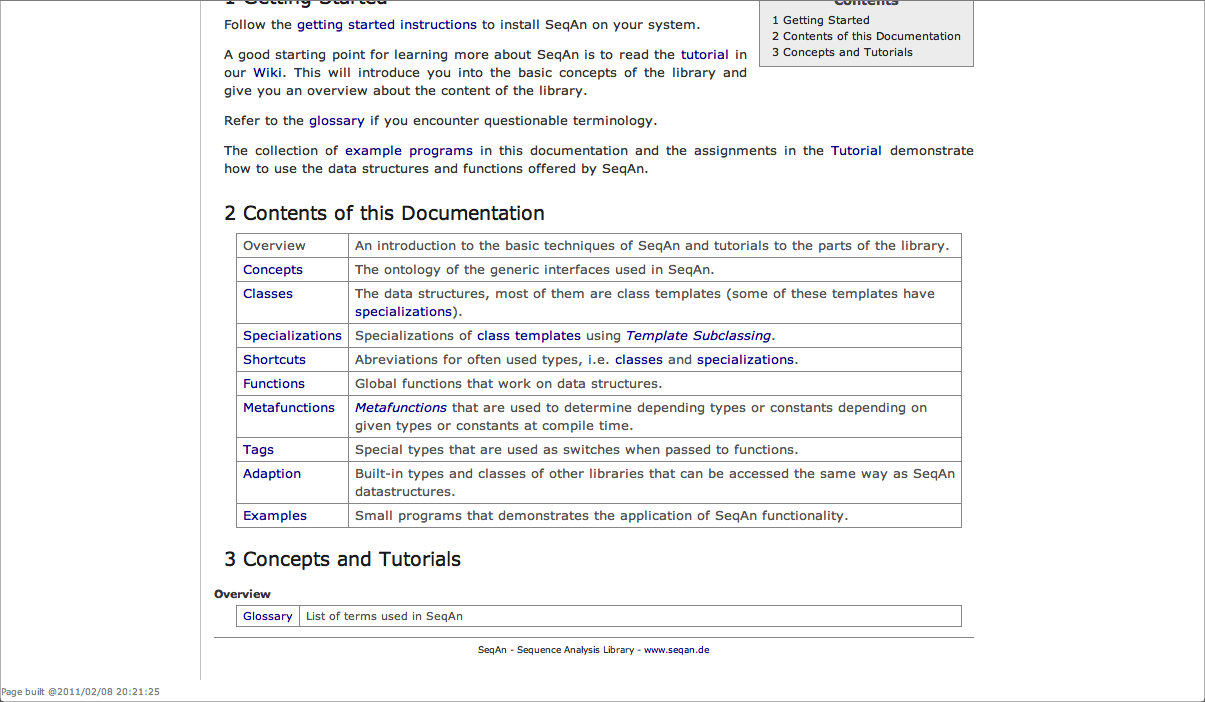 1 Getting Started
Contents
1 Getting Started
2 Contents of this Documentation
3 Concepts and Tutorials
Follow the getting started instructions to install SeqAn on your system.
A good starting point for learning more about SeqAn is to read the tutorial in
our Wiki. This will introduce you into the basic concepts of the library and
give you an overview about the content of the library.
Refer to the glossary if you encounter questionable terminology.
The collection of example programs in this documentation and the assignments in the Tutorial demonstrate
how to use the data structures and functions offered by SeqAn.
2 Contents of this Documentation
Overview An introduction to the basic techniques of SeqAn and tutorials to the parts of the library.
Concepts The ontology of the generic interfaces used in SeqAn.
Classes The data structures, most of them are class templates (some of these templates have
specializations).
Specializations Specializations of class templates using Template Subclassing.
Shortcuts Abreviations for often used types, i.e. classes and specializations.
Functions Global functions that work on data structures.
Metafunctions Metafunctions that are used to determine depending types or constants depending on
given types or constants at compile time.
Tags Special types that are used as switches when passed to functions.
Adaption Built-in types and classes of other libraries that can be accessed the same way as SeqAn
datastructures.
Examples Small programs that demonstrates the application of SeqAn functionality.
3 Concepts and Tutorials
Overview
Glossary List of terms used in SeqAn
SeqAn - Sequence Analysis Library - www.seqan.de
Page built @2011/02/08 20:21:25